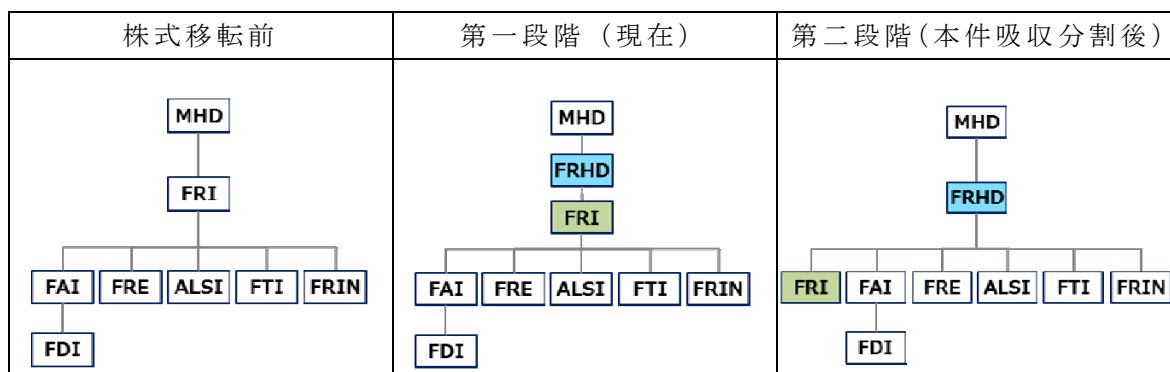 株式移転前
第一段階（現在）
第二段階（本件吸収分割後）
MHD
FRI
FAI FRE ALSI FTI FRIN
FDI
MHD
FRHD
FRI
FAI FRE ALSI FTI FRIN
FDI
MHD
FRHD
FRI FAI FRE ALSI FTI FRIN
FDI